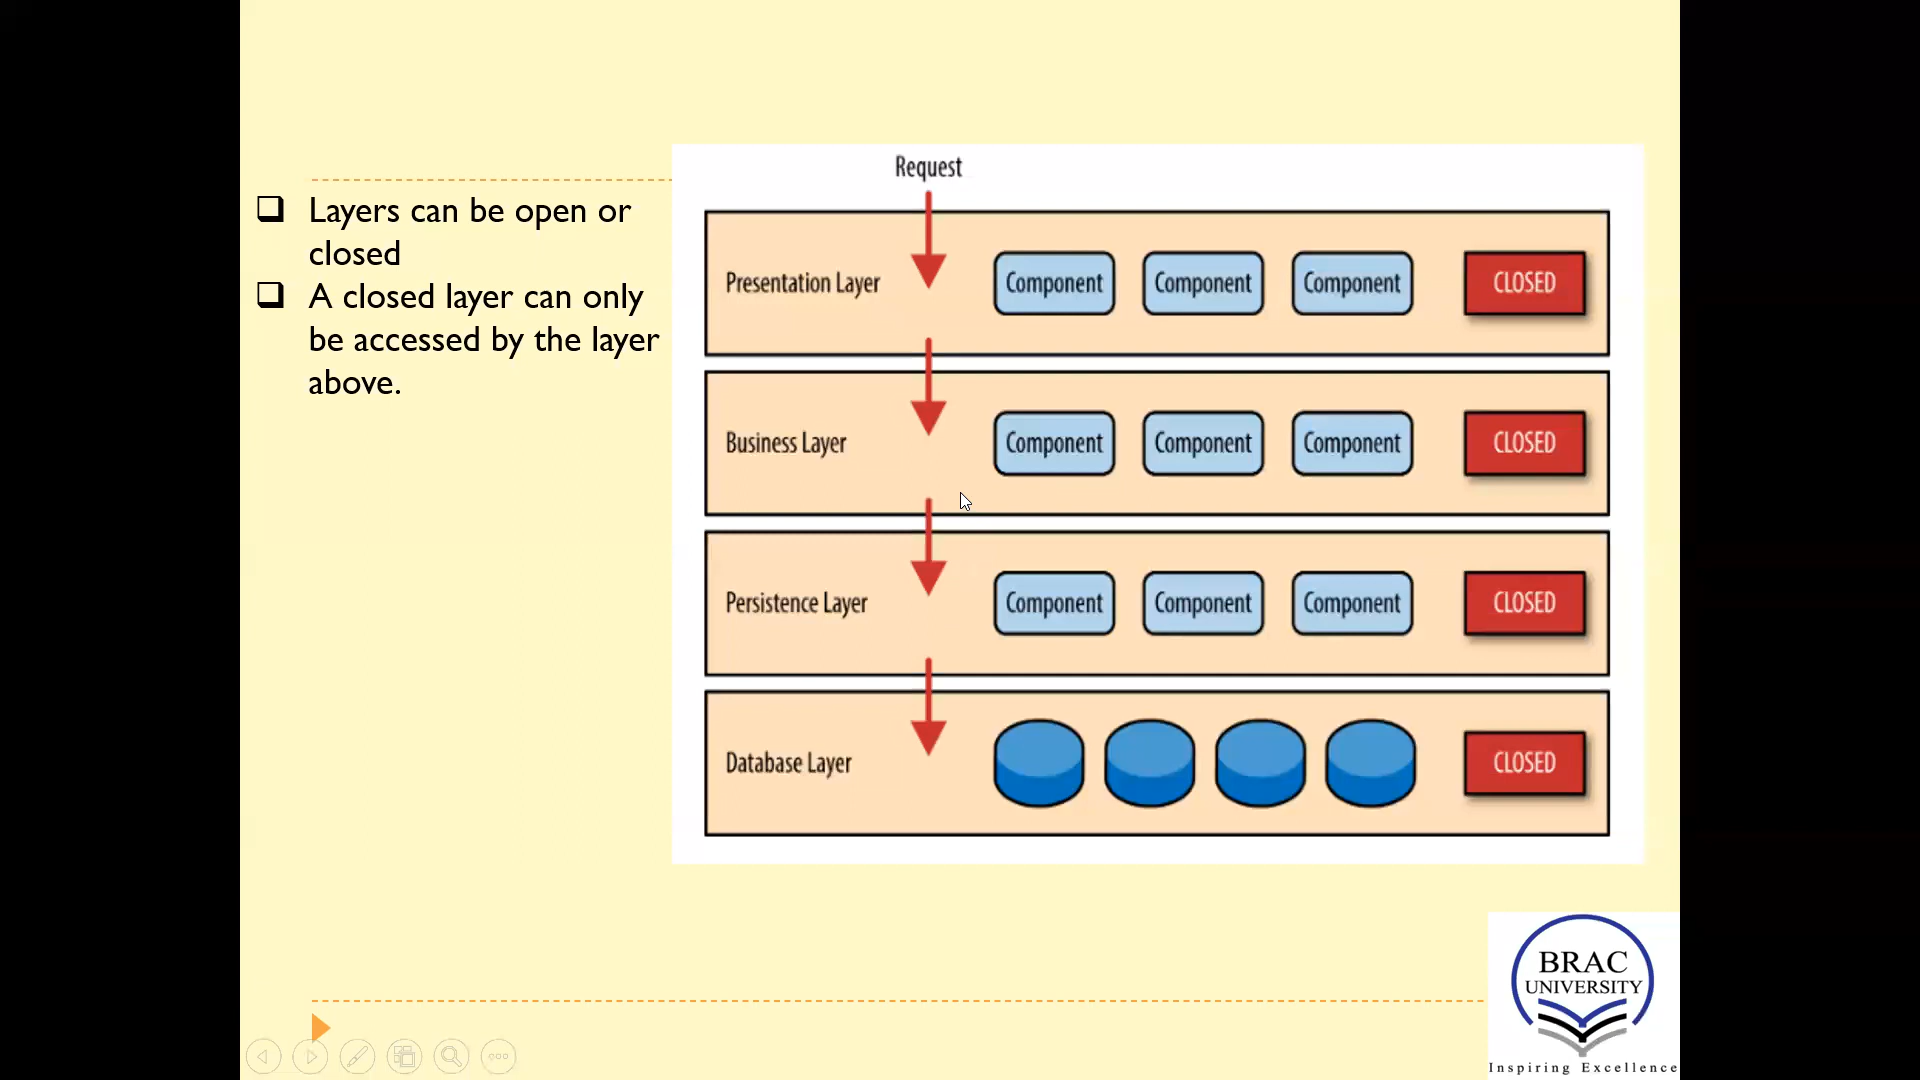 Layers can be open or
closed
A closed layer can only
be accessed by the layer
above.
Request
Presentation Layer
Component
Component
Component
CLOSED
Business Layer
Component
Component
Component
CLOSED
Persistence Layer
Component
Component
Component
CLOSED
Database Layer
CLOSED
BRAC
UNIVERSITY
Inspiring Excellence